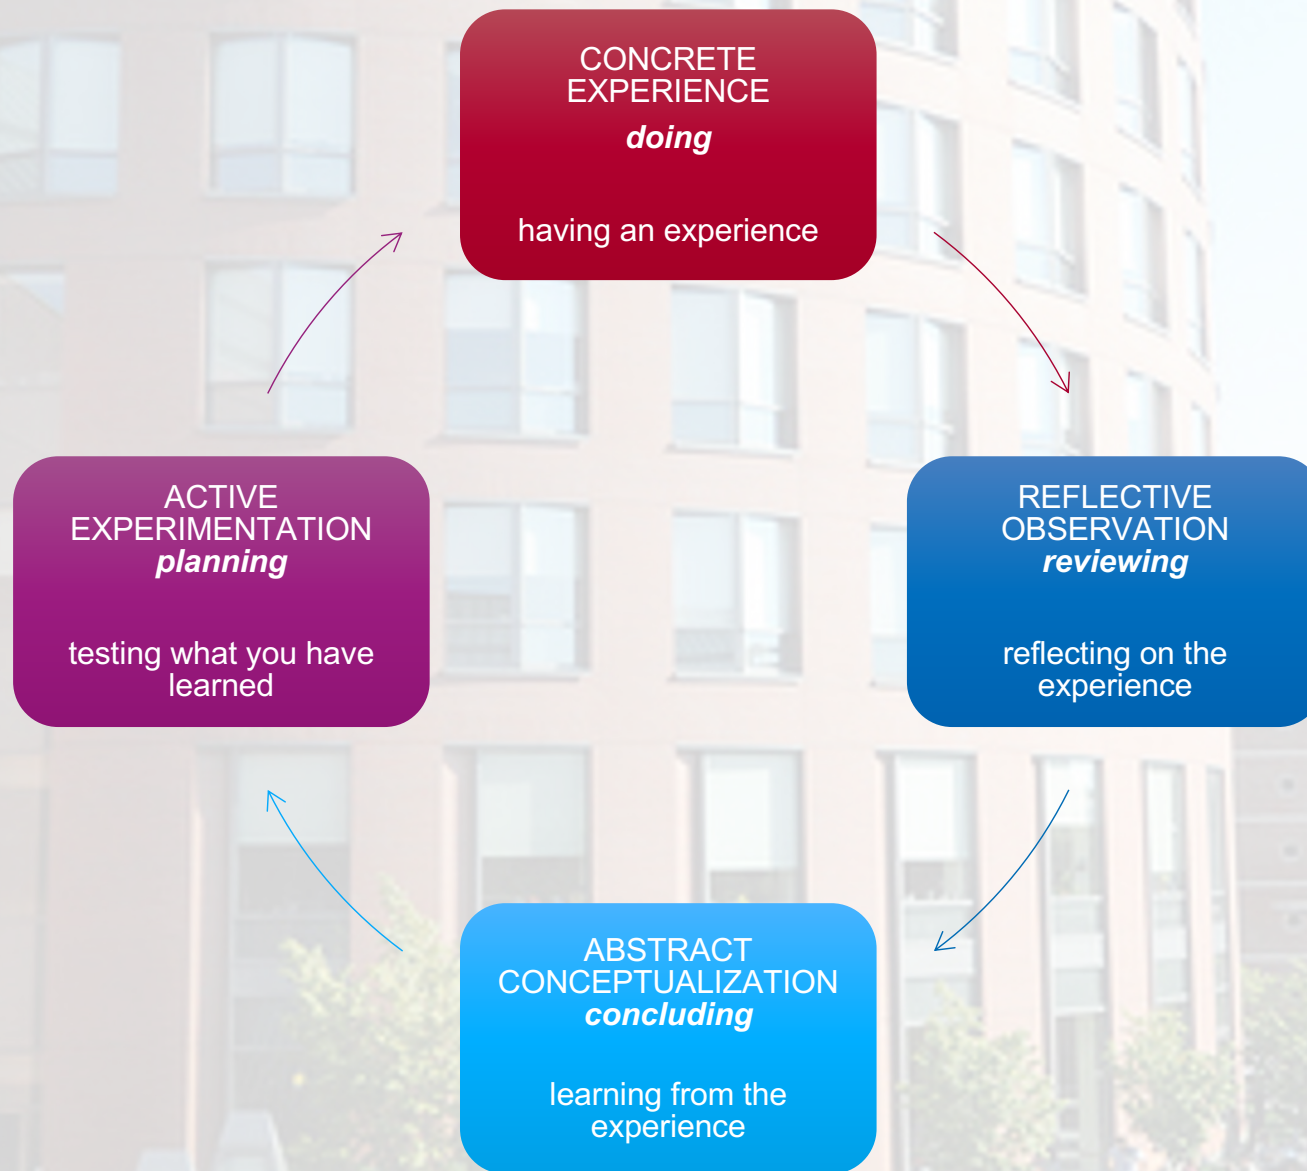 CONCRETE
EXPERIENCE
doing
having an experience
REFLECTIVE
OBSERVATION
reviewing
reflecting on the
experience
ABSTRACT
CONCEPTUALIZATION
concluding
learning from the
experience
ACTIVE
EXPERIMENTATION
planning
testing what you have
learned